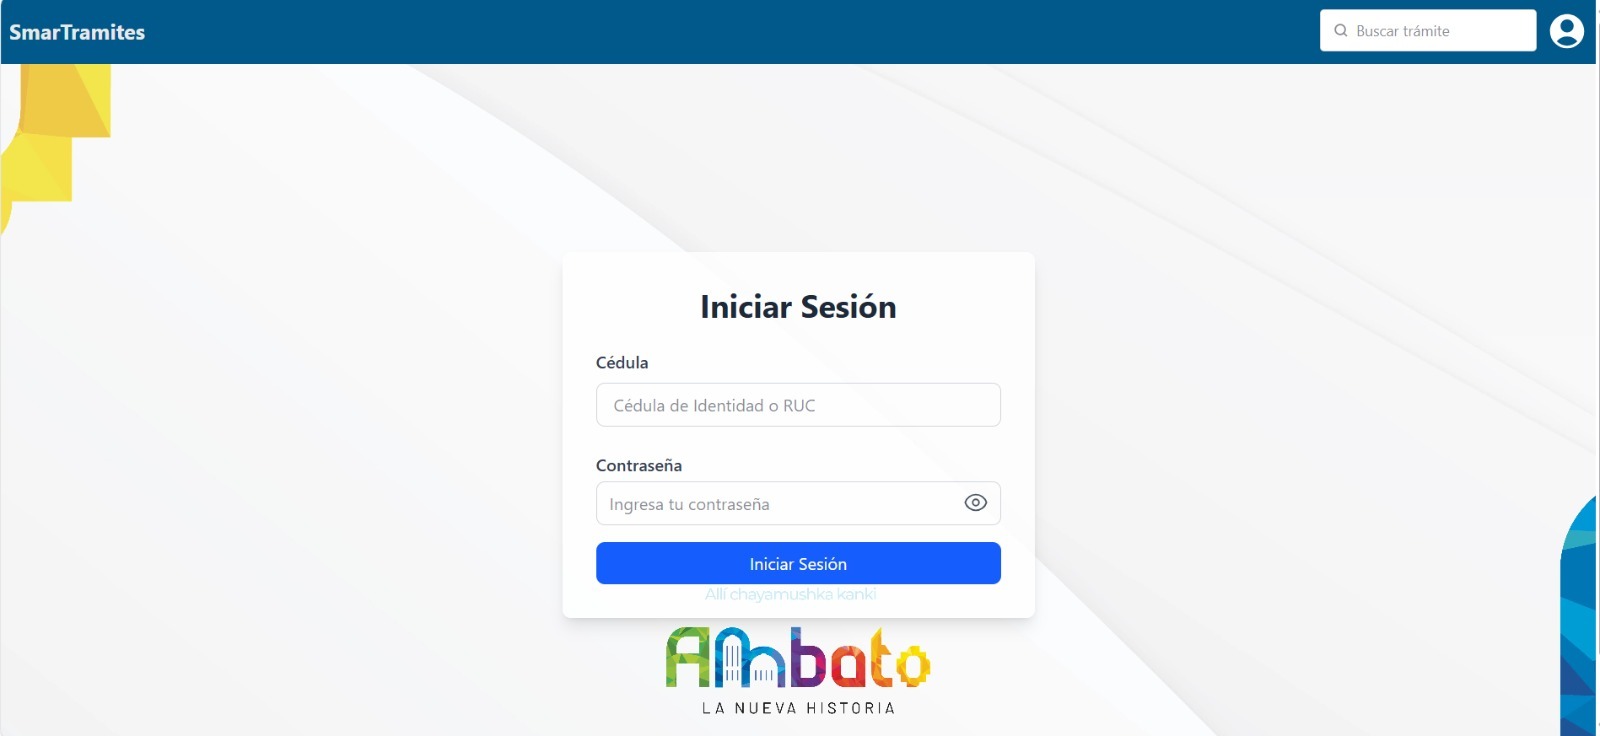 SmarTramites
Buscar trámite
Iniciar Sesión
Cédula
Cédula de Identidad o RUC
Contraseña
Ingresa tu contraseña
Iniciar Sesión
Allí chayamushka kanki
Ambato
LA NUEVA HISTORIA